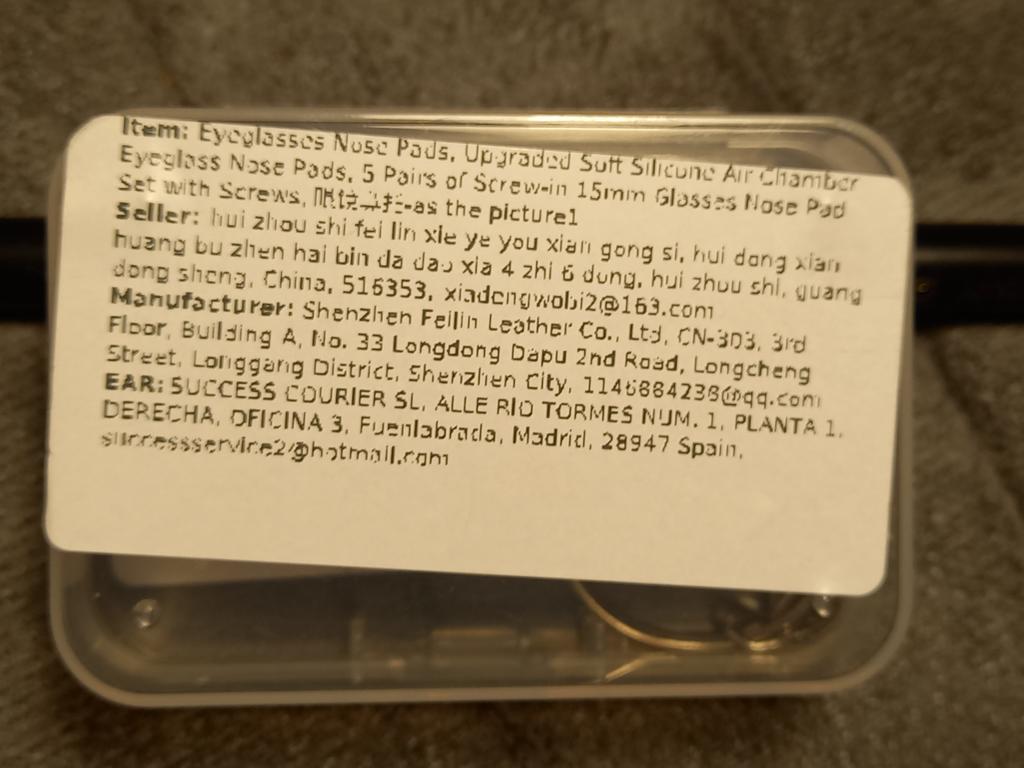 Item: Eyeglasses Nose Pads, Upgraded Soft Silicone Air Chamber
Eyeglass Nose Pads, 5 Pairs of Screw-in 15mm Glasses Nose Pad
Set with Screws, 眼镜鼻托-as the picture1
Seller: hui zhou shi fei lin xie ye you xian gong si, hui dong xian
huang bu zhen hai bin da dao xia 4 zhi 6 dong, hui zhou shi, guang
dong sheng, China, 516353, xiadengwobi2@163.com
Manufacturer: Shenzhen Feilin Leather Co., Ltd, CN-303, 3rd
Floor, Building A, No. 33 Longdong Dapu 2nd Road, Longcheng
Street, Longgang District, Shenzhen City, 1146884238@qq.com
EAR: SUCCESS COURIER SL, ALLE RIO TORMES NUM. 1, PLANTA 1,
DERECHA, OFICINA 3, Fuenlabrada, Madrid, 28947 Spain,
successservice2@hotmail.com